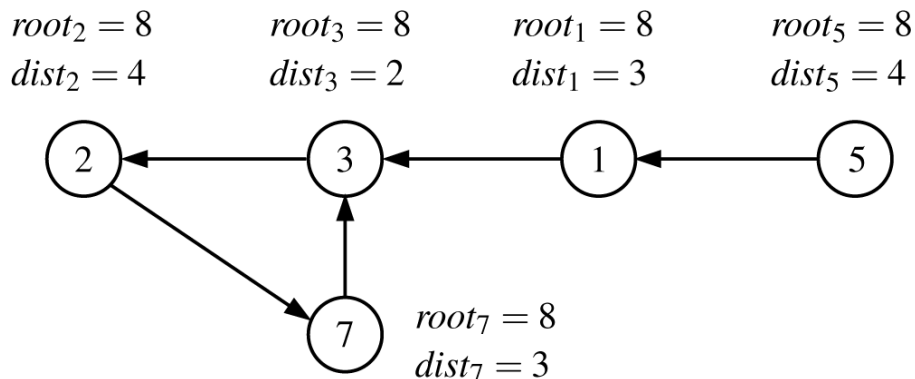 root₂ = 8 root₃ = 8 root₁ = 8 root₅ = 8
dist₂ = 4 dist₃ = 2 dist₁ = 3 dist₅ = 4
2 3 1 5
7
root₇ = 8
dist₇ = 3